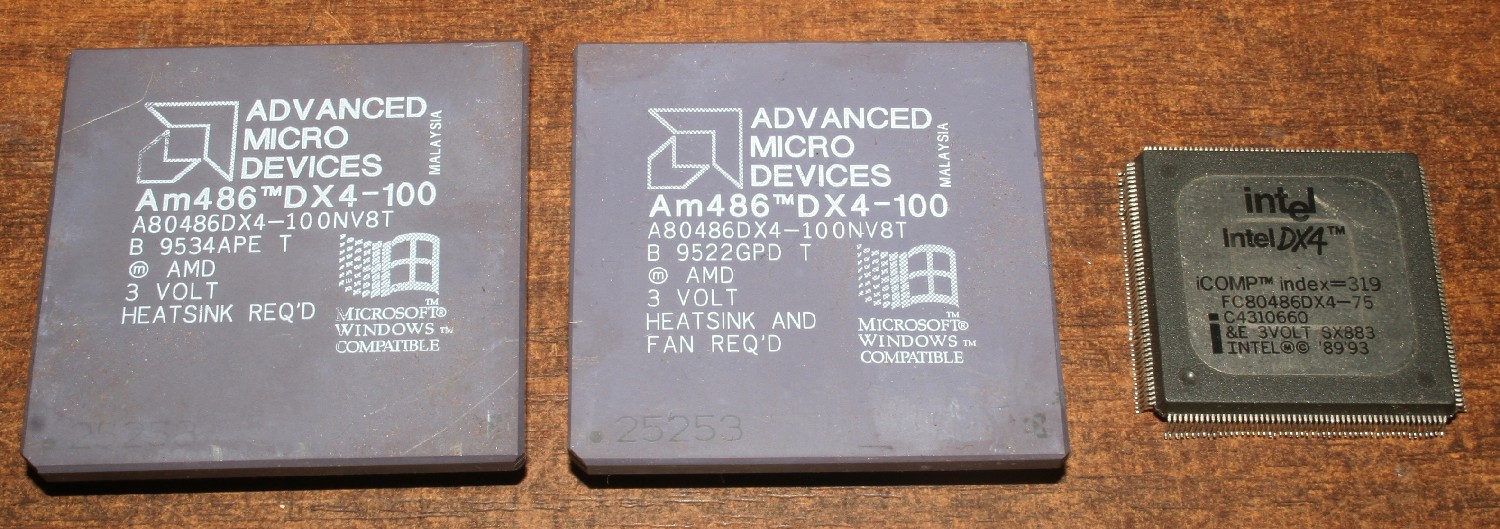 ADVANCED
MICRO
DEVICES
MALAYSIA
Am486™DX4-100
A80486DX4-100NV8T
B 9534APE T
ⓜ AMD
3 VOLT
HEATSINK REQ'D
MICROSOFT®
WINDOWS™
COMPATIBLE
25253
ADVANCED
MICRO
DEVICES
MALAYSIA
Am486™DX4-100
A80486DX4-100NV8T
B 9522GPD T
ⓜ AMD
3 VOLT
HEATSINK AND
FAN REQ'D
MICROSOFT®
WINDOWS™
COMPATIBLE
25253
intel
IntelDX4™
iCOMP™ index=319
FC80486DX4-75
C4310660
i
&E 3VOLT SX883
INTELⓂ© '89'93